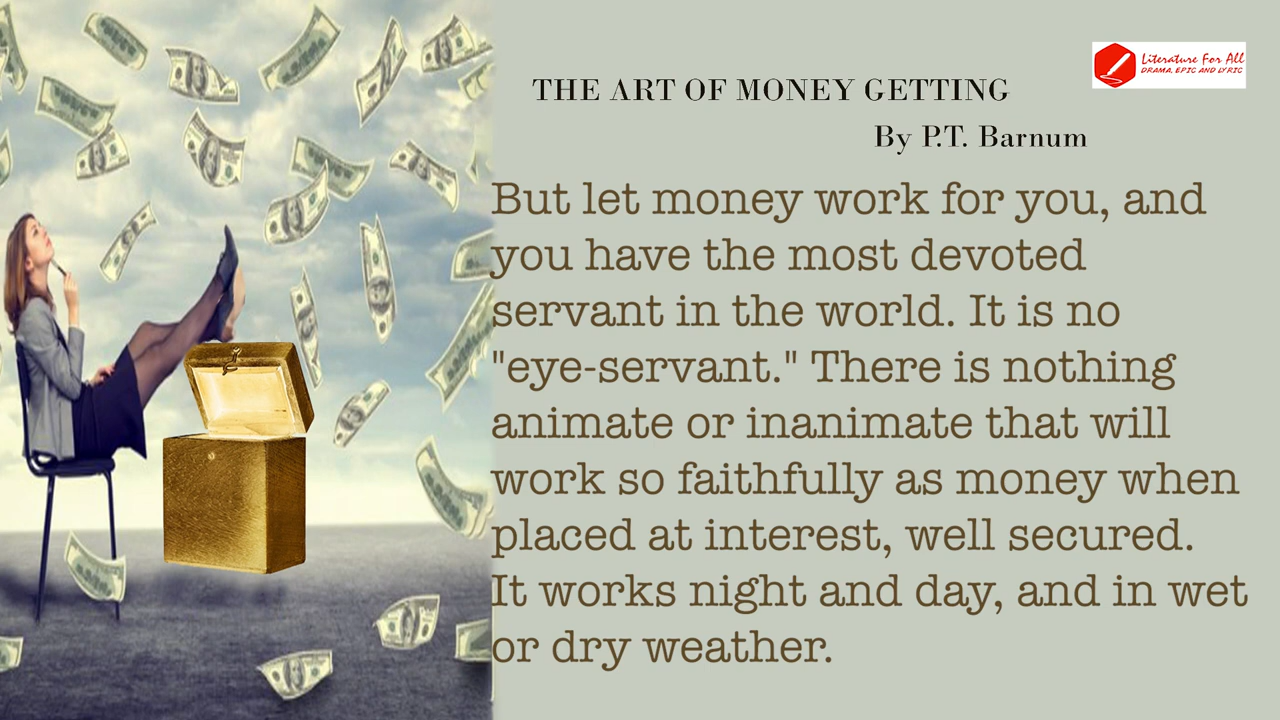 Literature For All
DRAMA, EPIC AND LYRIC
THE ART OF MONEY GETTING
By P.T. Barnum
But let money work for you, and
you have the most devoted
servant in the world. It is no
"eye-servant." There is nothing
animate or inanimate that will
work so faithfully as money when
placed at interest, well secured.
It works night and day, and in wet
or dry weather.